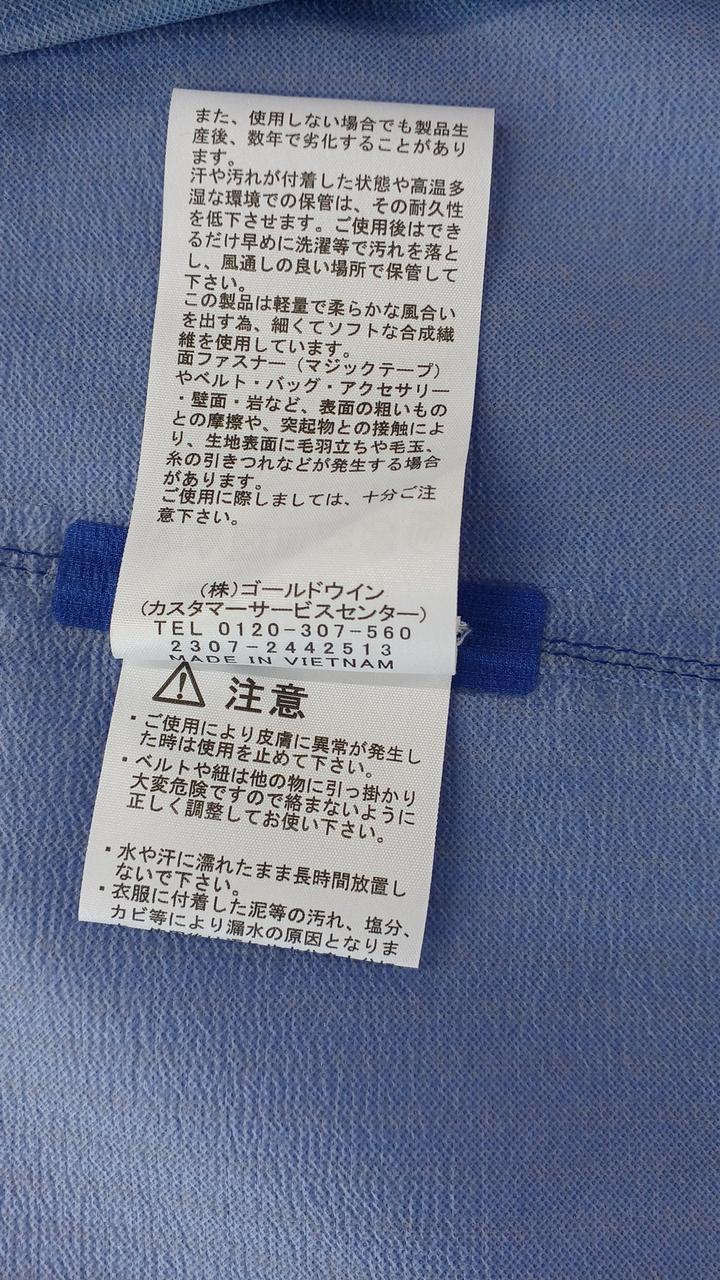 また、使用しない場合でも製品生
産後、数年で劣化することがあり
ます。
汗や汚れが付着した状態や高温多
湿な環境での保管は、その耐久性
を低下させます。ご使用後はでき
るだけ早めに洗濯等で汚れを落と
し、風通しの良い場所で保管して
下さい。
この製品は軽量で柔らかな風合い
を出す為、細くてソフトな合成繊
維を使用しています。
面ファスナー（マジックテープ）
やベルト・バッグ・アクセサリー
・壁面・岩など、表面の粗いもの
との摩擦や、突起物との接触によ
り、生地表面に毛羽立ちや毛玉、
糸の引きつれなどが発生する場合
があります。
ご使用に際しましては、十分ご注
意下さい。
（株）ゴールドウイン
（カスタマーサービスセンター）
TEL 0120-307-560
2307-2442513
MADE IN VIETNAM
注意
・ご使用により皮膚に異常が発生し
た時は使用を止めて下さい。
・ベルトや紐は他の物に引っ掛かり
大変危険ですので絡まないように
正しく調整してお使い下さい。
・水や汗に濡れたまま長時間放置し
ないで下さい。
・衣服に付着した泥等の汚れ、塩分、
カビ等により漏水の原因となりま